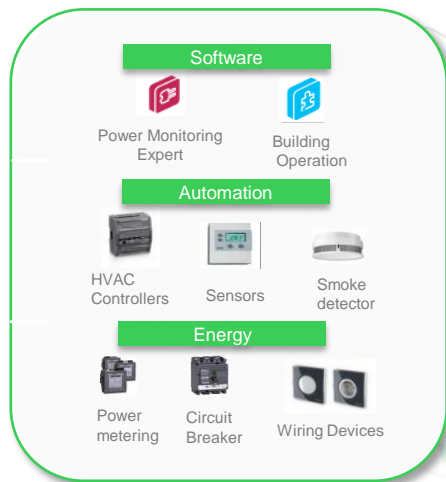 Software
Power Monitoring
Expert
Building
Operation
Automation
HVAC
Controllers
Sensors
Smoke
detector
Energy
Power
metering
Circuit
Breaker
Wiring Devices